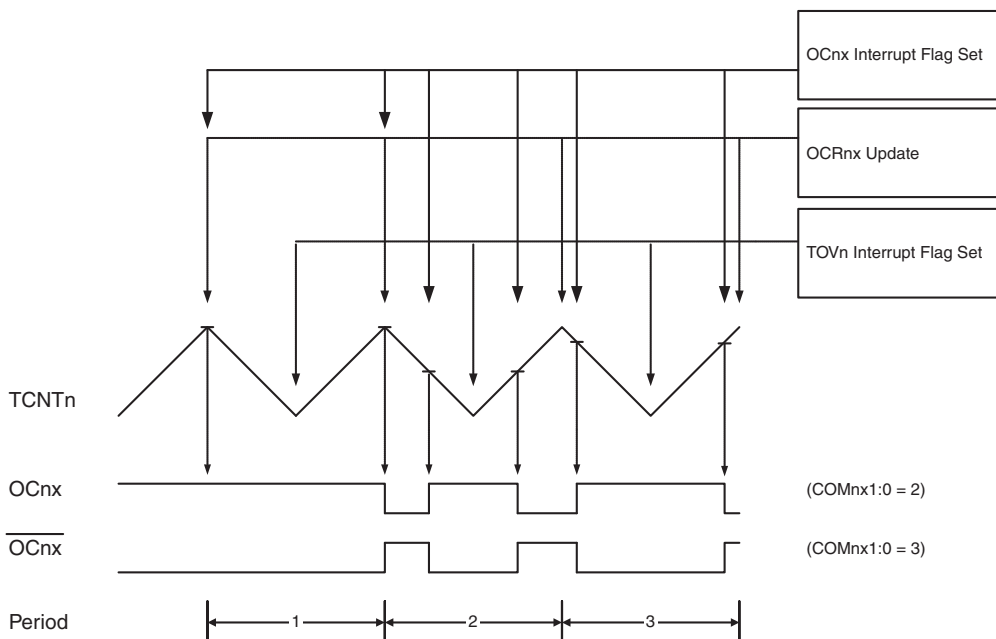 OCnx Interrupt Flag Set
OCRnx Update
TOVn Interrupt Flag Set
TCNTn
OCnx
(COMnx1:0 = 2)
OCnx
(COMnx1:0 = 3)
Period
1
2
3